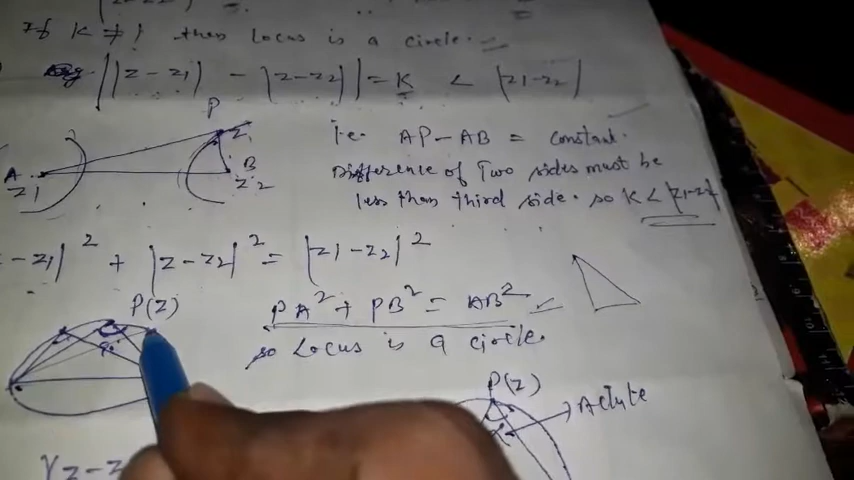 If K ≠ 1 then Locus is a circle.
||z - z1| - |z - z2|| = K < |z1 - z2|
P
z
i.e. AP - AB = constant.
A
z1
B
z2
Difference of Two sides must be
less than third side. so K < |z1 - z2|
- z1|² + |z - z2|² = |z1 - z2|²
P(z)
PA² + PB² = AB²
90°
so Locus is a circle.
P(z)
Acute
z - z